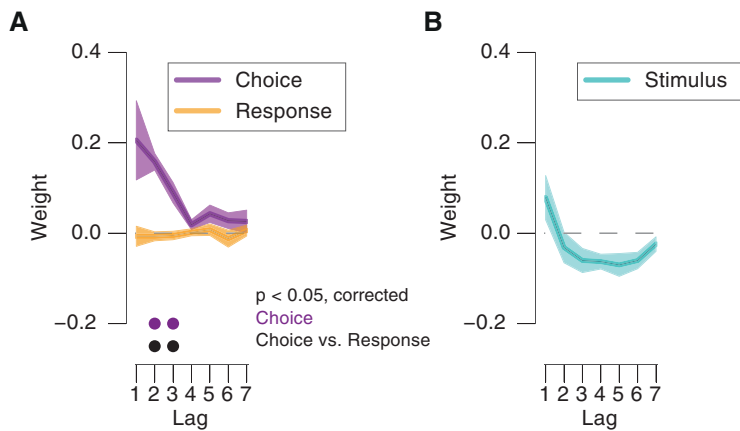 A
0.4
0.2
0.0
−0.2
Weight
Choice
Response
p < 0.05, corrected
Choice
Choice vs. Response
1 2 3 4 5 6 7
Lag
B
0.4
0.2
0.0
−0.2
Weight
Stimulus
1 2 3 4 5 6 7
Lag